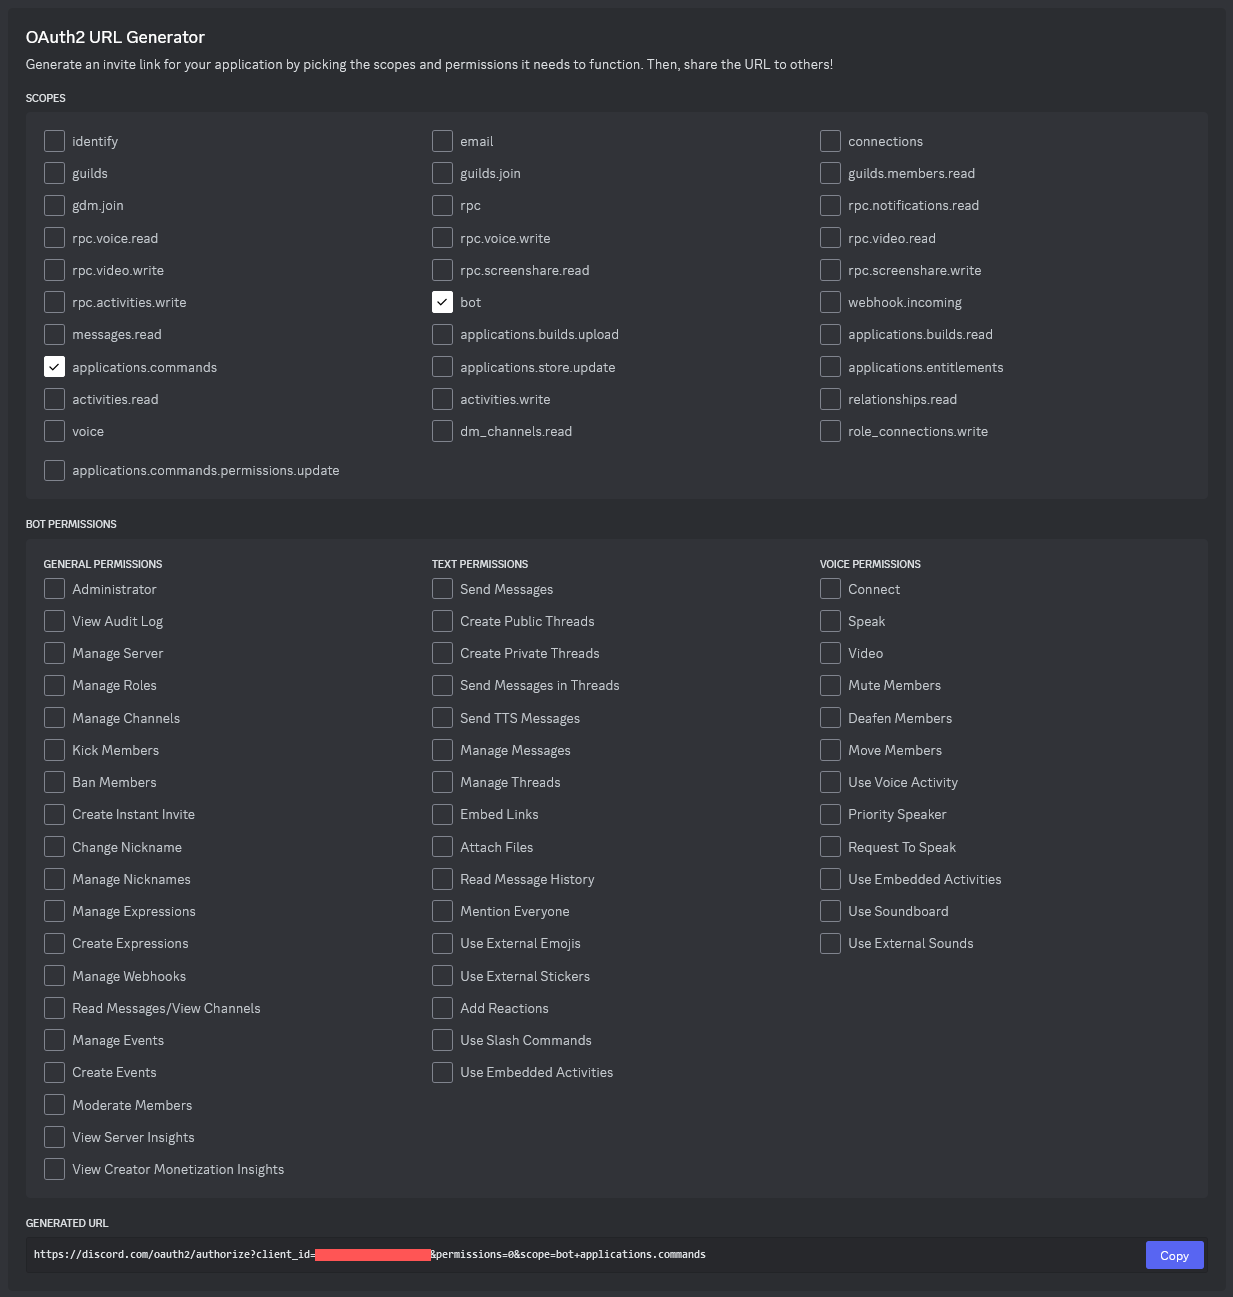 OAuth2 URL Generator
Generate an invite link for your application by picking the scopes and permissions it needs to function. Then, share the URL to others!
SCOPES
identify
email
connections
guilds
guilds.join
guilds.members.read
gdm.join
rpc
rpc.notifications.read
rpc.voice.read
rpc.voice.write
rpc.video.read
rpc.video.write
rpc.screenshare.read
rpc.screenshare.write
rpc.activities.write
bot
webhook.incoming
messages.read
applications.builds.upload
applications.builds.read
applications.commands
applications.store.update
applications.entitlements
activities.read
activities.write
relationships.read
voice
dm_channels.read
role_connections.write
applications.commands.permissions.update
BOT PERMISSIONS
GENERAL PERMISSIONS
Administrator
View Audit Log
Manage Server
Manage Roles
Manage Channels
Kick Members
Ban Members
Create Instant Invite
Change Nickname
Manage Nicknames
Manage Expressions
Create Expressions
Manage Webhooks
Read Messages/View Channels
Manage Events
Create Events
Moderate Members
View Server Insights
View Creator Monetization Insights
TEXT PERMISSIONS
Send Messages
Create Public Threads
Create Private Threads
Send Messages in Threads
Send TTS Messages
Manage Messages
Manage Threads
Embed Links
Attach Files
Read Message History
Mention Everyone
Use External Emojis
Use External Stickers
Add Reactions
Use Slash Commands
Use Embedded Activities
VOICE PERMISSIONS
Connect
Speak
Video
Mute Members
Deafen Members
Move Members
Use Voice Activity
Priority Speaker
Request To Speak
Use Embedded Activities
Use Soundboard
Use External Sounds
GENERATED URL
https://discord.com/oauth2/authorize?client_id= &permissions=0&scope=bot+applications.commands
Copy